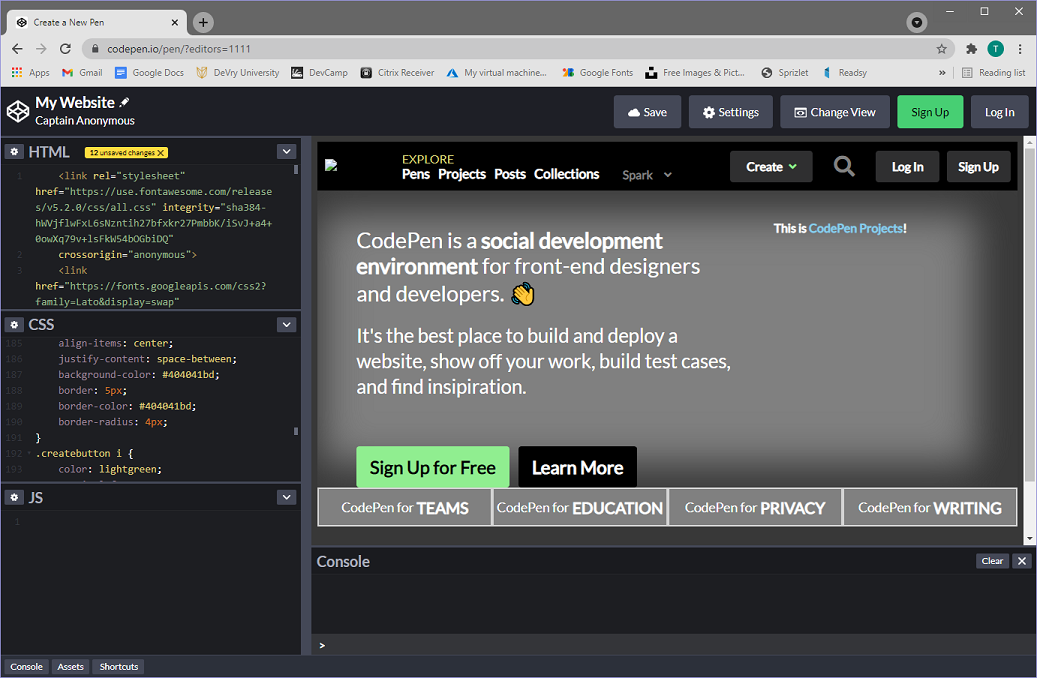 Create a New Pen
codepen.io/pen/?editors=1111
Apps Gmail Google Docs DeVry University DevCamp Citrix Receiver My virtual machine... Google Fonts Free Images & Pict... Sprizlet Readsy » Reading list
My Website
Captain Anonymous
Save Settings Change View Sign Up Log In
HTML 12 unsaved changes X
1 <link rel="stylesheet"
href="https://use.fontawesome.com/release
s/v5.2.0/css/all.css" integrity="sha384-
hWVjflwFxL6sNzntih27bfxkr27PmbbK/iSvJ+a4+
0owXq79v+lsFkW54bOGbiDQ"
2 crossorigin="anonymous">
3 <link
href="https://fonts.googleapis.com/css2?
family=Lato&display=swap"
CSS
185 align-items: center;
186 justify-content: space-between;
187 background-color: #404041bd;
188 border: 5px;
189 border-color: #404041bd;
190 border-radius: 4px;
191 }
192 .createbutton i {
193 color: lightgreen;
JS
1
EXPLORE
Pens Projects Posts Collections Spark Create Log In Sign Up
CodePen is a social development
environment for front-end designers
and developers. 👋
It's the best place to build and deploy a
website, show off your work, build test cases,
and find insipiration.
Sign Up for Free Learn More
This is CodePen Projects!
CodePen for TEAMS CodePen for EDUCATION CodePen for PRIVACY CodePen for WRITING
Console Clear X
>
Console Assets Shortcuts